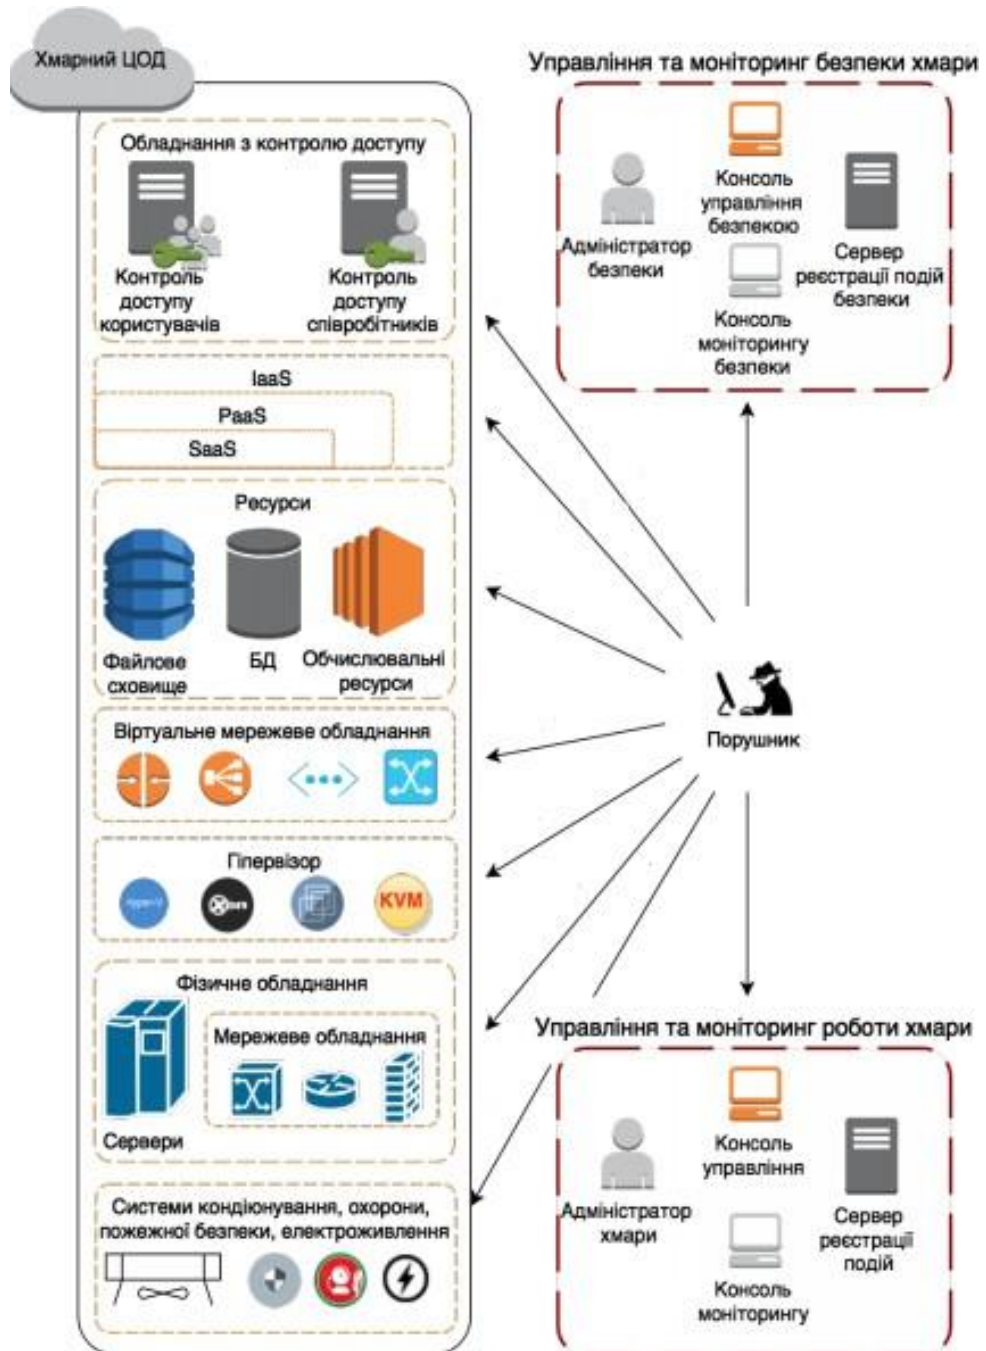 Хмарний ЦОД
Обладнання з контролю доступу
Контроль
доступу
користувачів
Контроль
доступу
співробітників
IaaS
PaaS
SaaS
Ресурси
Файлове
сховище
БД
Обчислювальні
ресурси
Віртуальне мережеве обладнання
Гіпервізор
Hyper-V
Xen
KVM
Фізичне обладнання
Мережеве обладнання
Сервери
Системи кондіюнування, охорони,
пожежної безпеки, електроживлення
Управління та моніторинг безпеки хмари
Адміністратор
безпеки
Консоль
управління
безпекою
Консоль
моніторингу
безпеки
Сервер
реєстрації подій
безпеки
Порушник
Управління та моніторинг роботи хмари
Адміністратор
хмари
Консоль
управління
Консоль
моніторингу
Сервер
реєстрації
подій